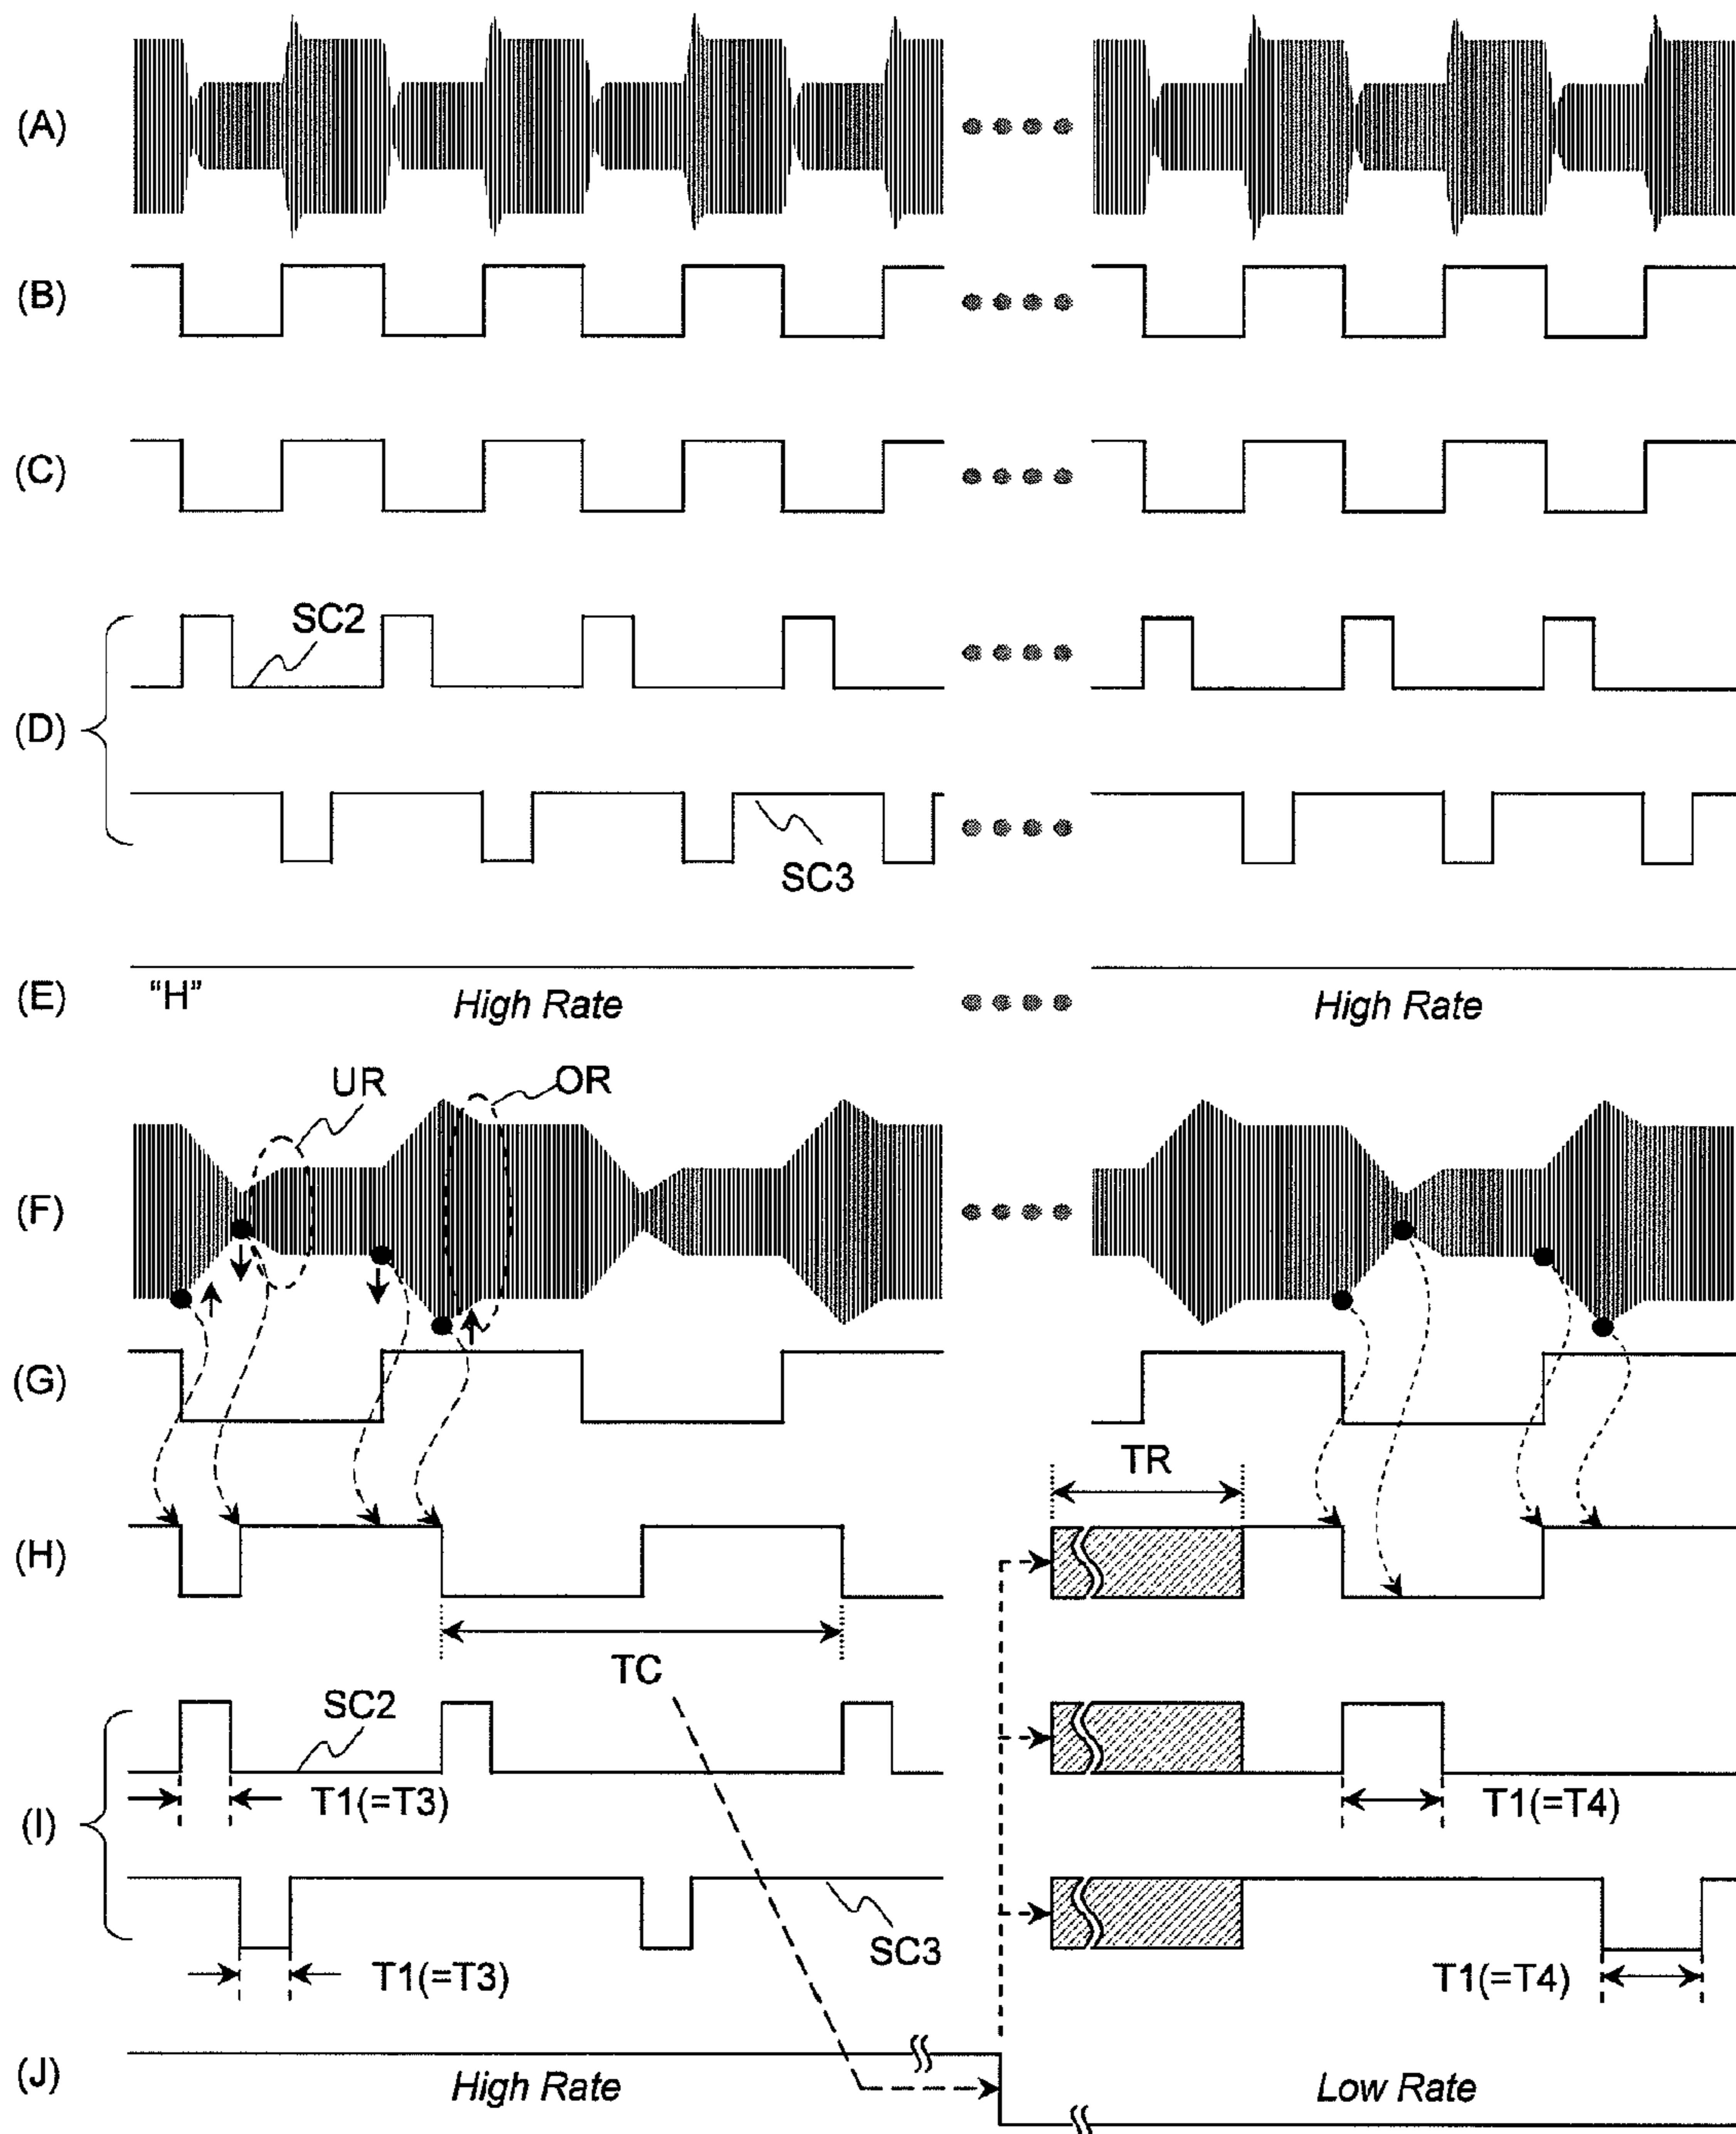 (A)
(B)
(C)
SC2
(D)
SC3
(E)
"H"
High Rate
High Rate
UR
OR
(F)
(G)
TR
(H)
TC
SC2
T1(=T3)
T1(=T4)
(I)
SC3
T1(=T3)
T1(=T4)
(J)
High Rate
Low Rate